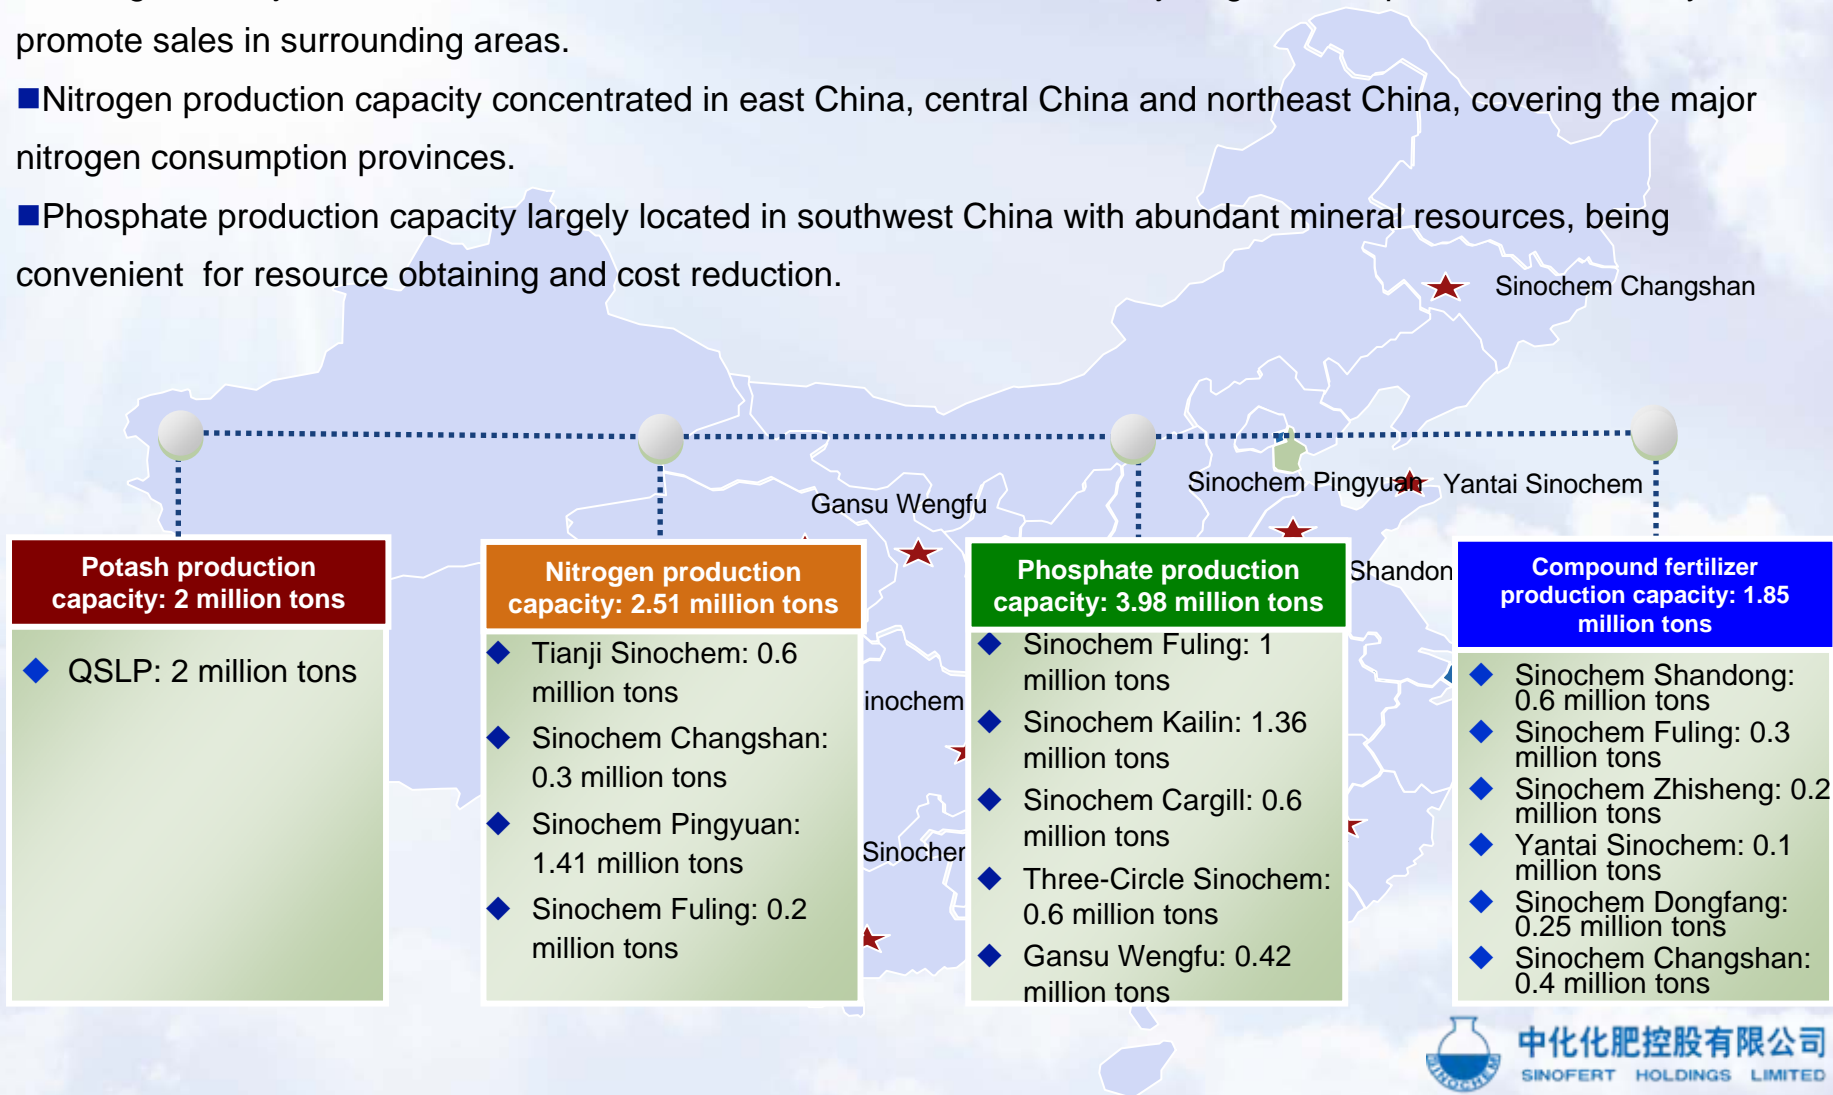 promote sales in surrounding areas.
■Nitrogen production capacity concentrated in east China, central China and northeast China, covering the major
nitrogen consumption provinces.
■Phosphate production capacity largely located in southwest China with abundant mineral resources, being
convenient for resource obtaining and cost reduction.
Sinochem Changshan
Sinochem Pingyuan
Yantai Sinochem
Gansu Wengfu
Shandon
inochem
Sinocher
Potash production
capacity: 2 million tons
QSLP: 2 million tons
Nitrogen production
capacity: 2.51 million tons
Tianji Sinochem: 0.6
million tons
Sinochem Changshan:
0.3 million tons
Sinochem Pingyuan:
1.41 million tons
Sinochem Fuling: 0.2
million tons
Phosphate production
capacity: 3.98 million tons
Sinochem Fuling: 1
million tons
Sinochem Kailin: 1.36
million tons
Sinochem Cargill: 0.6
million tons
Three-Circle Sinochem:
0.6 million tons
Gansu Wengfu: 0.42
million tons
Compound fertilizer
production capacity: 1.85
million tons
Sinochem Shandong:
0.6 million tons
Sinochem Fuling: 0.3
million tons
Sinochem Zhisheng: 0.2
million tons
Yantai Sinochem: 0.1
million tons
Sinochem Dongfang:
0.25 million tons
Sinochem Changshan:
0.4 million tons
SINOCHEM
中化化肥控股有限公司
SINOFERT HOLDINGS LIMITED